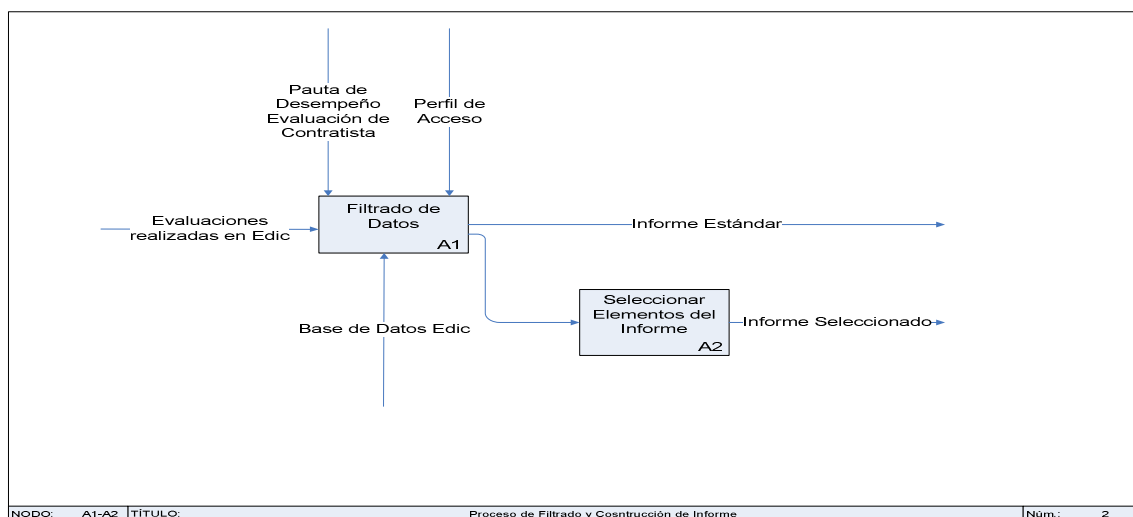 Pauta de
Desempeño
Evaluación de
Contratista
Perfil de
Acceso
Filtrado de
Datos
A1
Evaluaciones
realizadas en Edic
Informe Estándar
Base de Datos Edic
Seleccionar
Elementos del
Informe
A2
Informe Seleccionado
NODO: A1-A2 TÍTULO: Proceso de Filtrado y Cosntrucción de Informe Núm.: 2